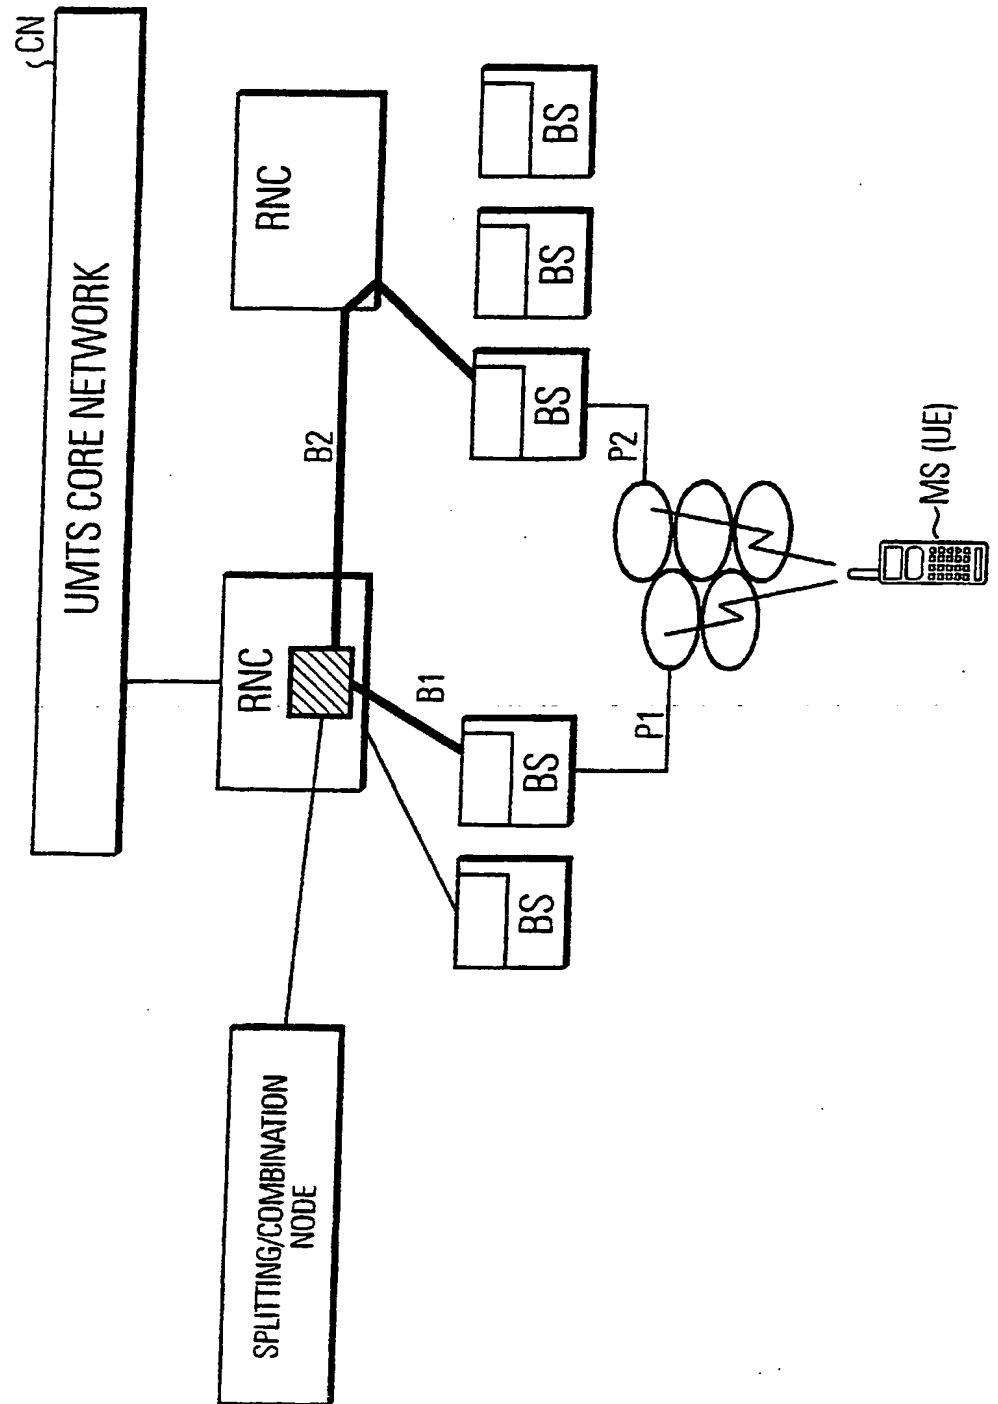 CN
UMTS CORE NETWORK
RNC
RNC
B2
B1
SPLITTING/COMBINATION
NODE
BS
BS
BS
BS
BS
P1
P2
MS (UE)